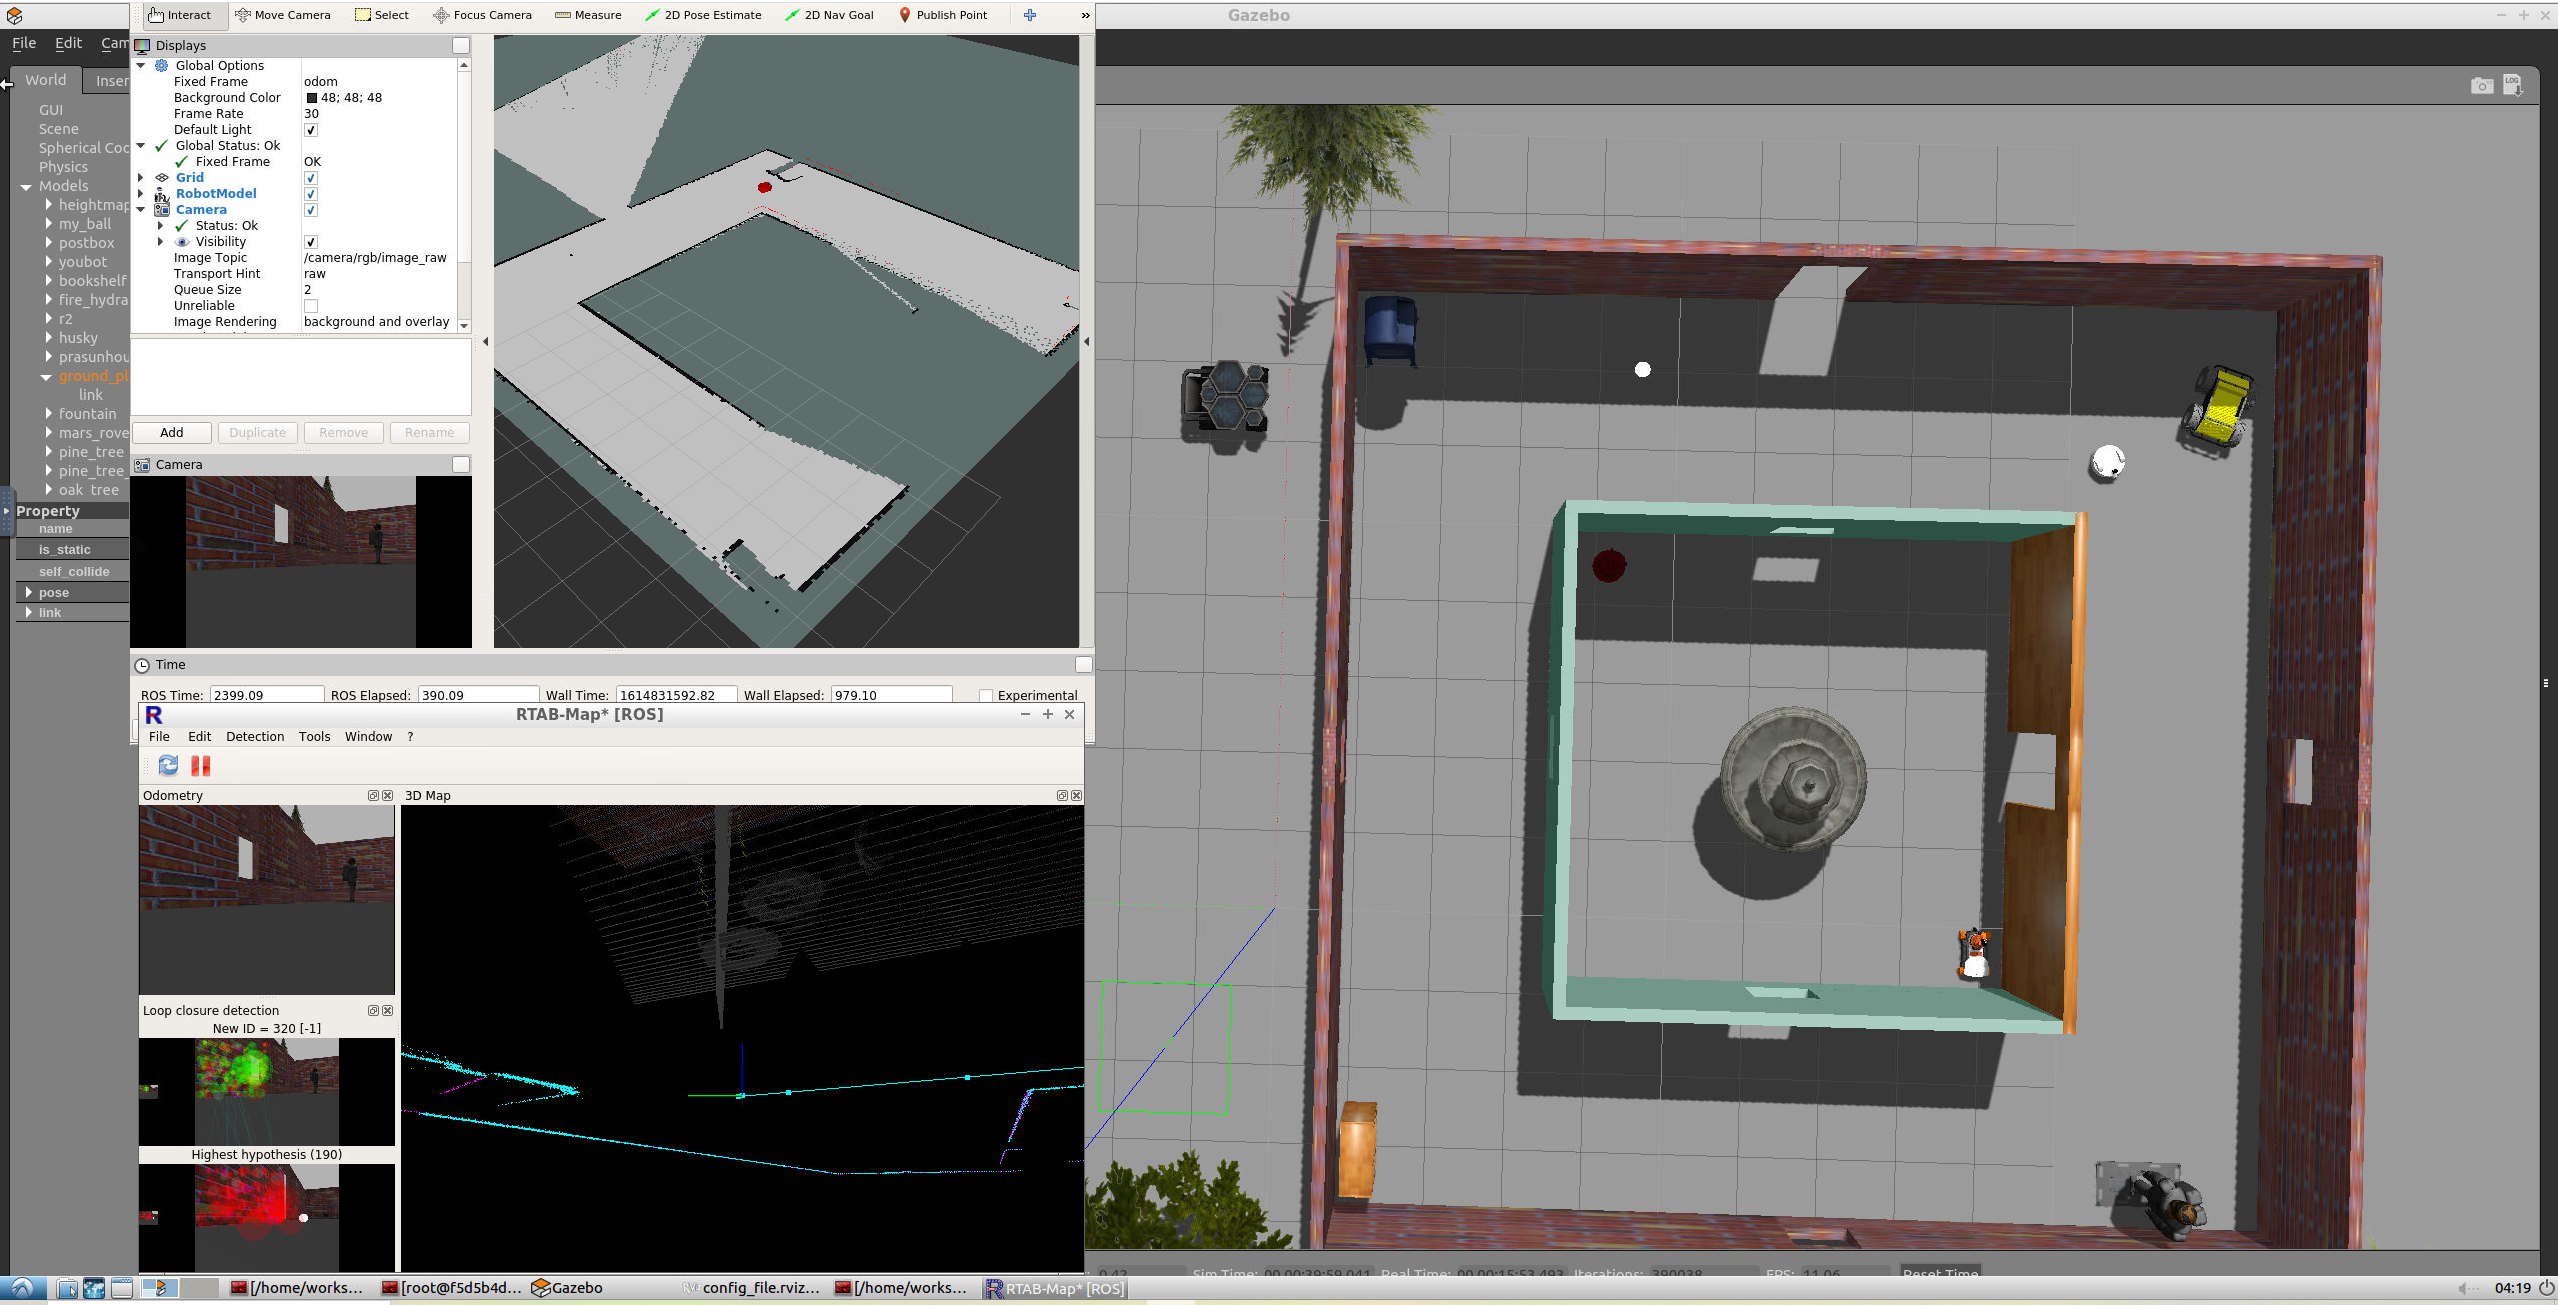 Interact Move Camera Select Focus Camera Measure 2D Pose Estimate 2D Nav Goal Publish Point »
Gazebo
File Edit Cam
World Inser
GUI
Scene
Spherical Coo
Physics
Models
heightmap
my_ball
postbox
youbot
bookshelf
fire_hydra
r2
husky
prasunhou
ground_pl
link
fountain
mars_rove
pine_tree
pine_tree_
oak_tree
Property
name
is_static
self_collide
pose
link
Displays
Global Options
Fixed Frame odom
Background Color 48; 48; 48
Frame Rate 30
Default Light
Global Status: Ok
Fixed Frame OK
Grid
RobotModel
Camera
Status: Ok
Visibility
Image Topic /camera/rgb/image_raw
Transport Hint raw
Queue Size 2
Unreliable
Image Rendering background and overlay
Add Duplicate Remove Rename
Camera
Time
ROS Time: 2399.09 ROS Elapsed: 390.09 Wall Time: 1614831592.82 Wall Elapsed: 979.10 Experimental
RTAB-Map* [ROS]
File Edit Detection Tools Window ?
Odometry
3D Map
Loop closure detection
New ID = 320 [-1]
Highest hypothesis (190)
LOG
0.42 Sim Time: 00 00:39:59.041 Real Time: 00 00:15:53.493 Iterations: 390038 FPS: 11.06 Reset Time
[/home/works... [root@f5d5b4d... Gazebo config_file.rviz... [/home/works... RTAB-Map* [ROS] 04:19